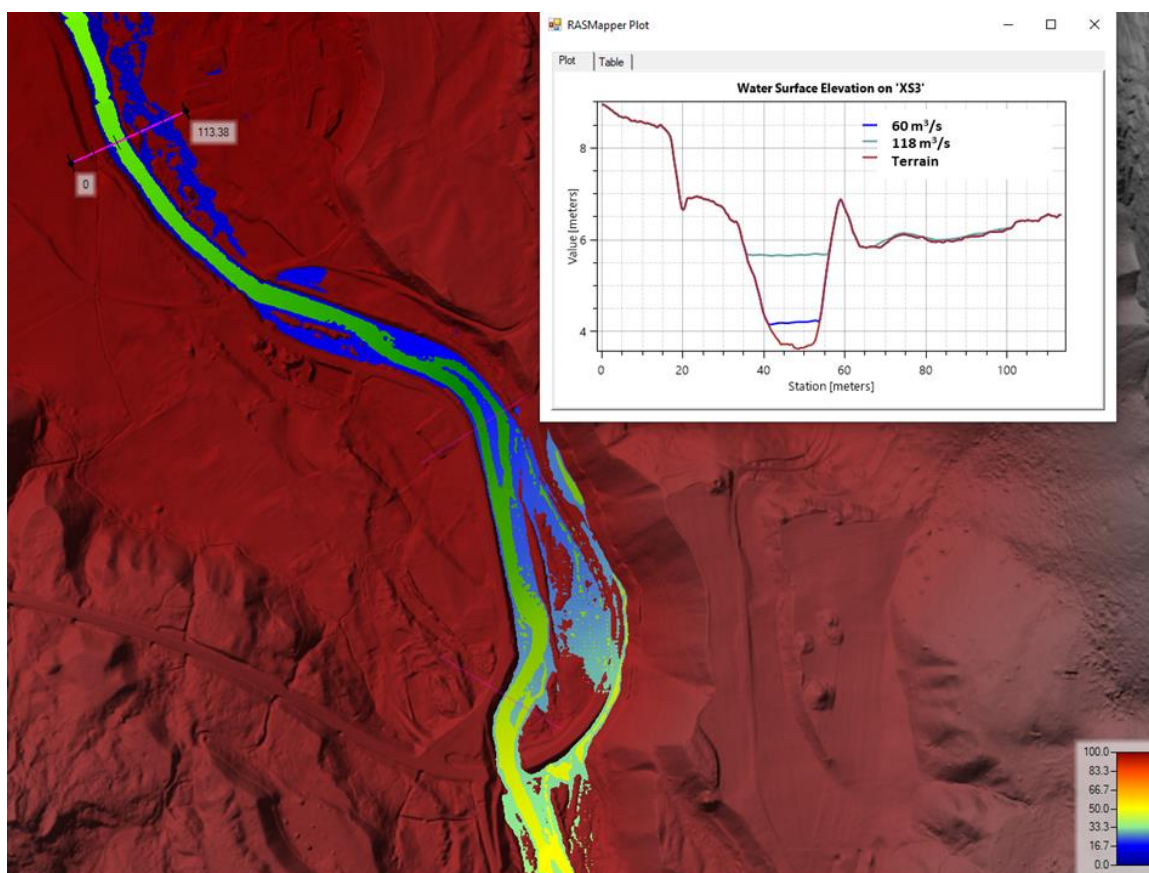 RASMapper Plot
Plot Table
Water Surface Elevation on 'XS3'
60 m³/s
118 m³/s
Terrain
8
6
4
Value [meters]
0 20 40 60 80 100
Station [meters]
113.38
0
100.0
83.3
66.7
50.0
33.3
16.7
0.0